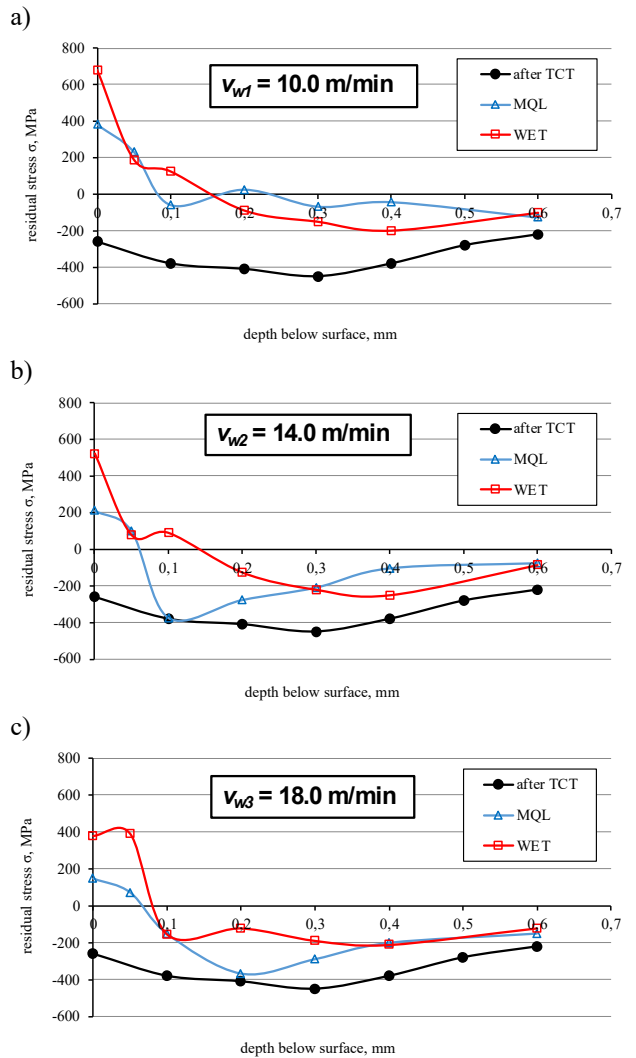 a)
800
600
400
200
0
-200
-400
-600
residual stress σ, MPa
v_w1 = 10.0 m/min
after TCT
MQL
WET
0
0,1
0,2
0,3
0,4
0,5
0,6
0,7
depth below surface, mm
b)
800
600
400
200
0
-200
-400
-600
residual stress σ, MPa
v_w2 = 14.0 m/min
after TCT
MQL
WET
0
0,1
0,2
0,3
0,4
0,5
0,6
0,7
depth below surface, mm
c)
800
600
400
200
0
-200
-400
-600
residual stress σ, MPa
v_w3 = 18.0 m/min
after TCT
MQL
WET
0
0,1
0,2
0,3
0,4
0,5
0,6
0,7
depth below surface, mm